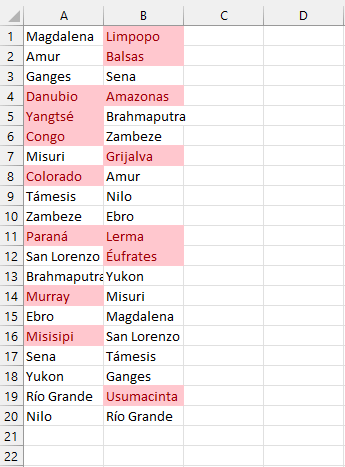 A B C D
1 Magdalena Limpopo
2 Amur Balsas
3 Ganges Sena
4 Danubio Amazonas
5 Yangtsé Brahmaputra
6 Congo Zambeze
7 Misuri Grijalva
8 Colorado Amur
9 Támesis Nilo
10 Zambeze Ebro
11 Paraná Lerma
12 San Lorenzo Éufrates
13 Brahmaputra Yukon
14 Murray Misuri
15 Ebro Magdalena
16 Misisipi San Lorenzo
17 Sena Támesis
18 Yukon Ganges
19 Río Grande Usumacinta
20 Nilo Río Grande
21
22